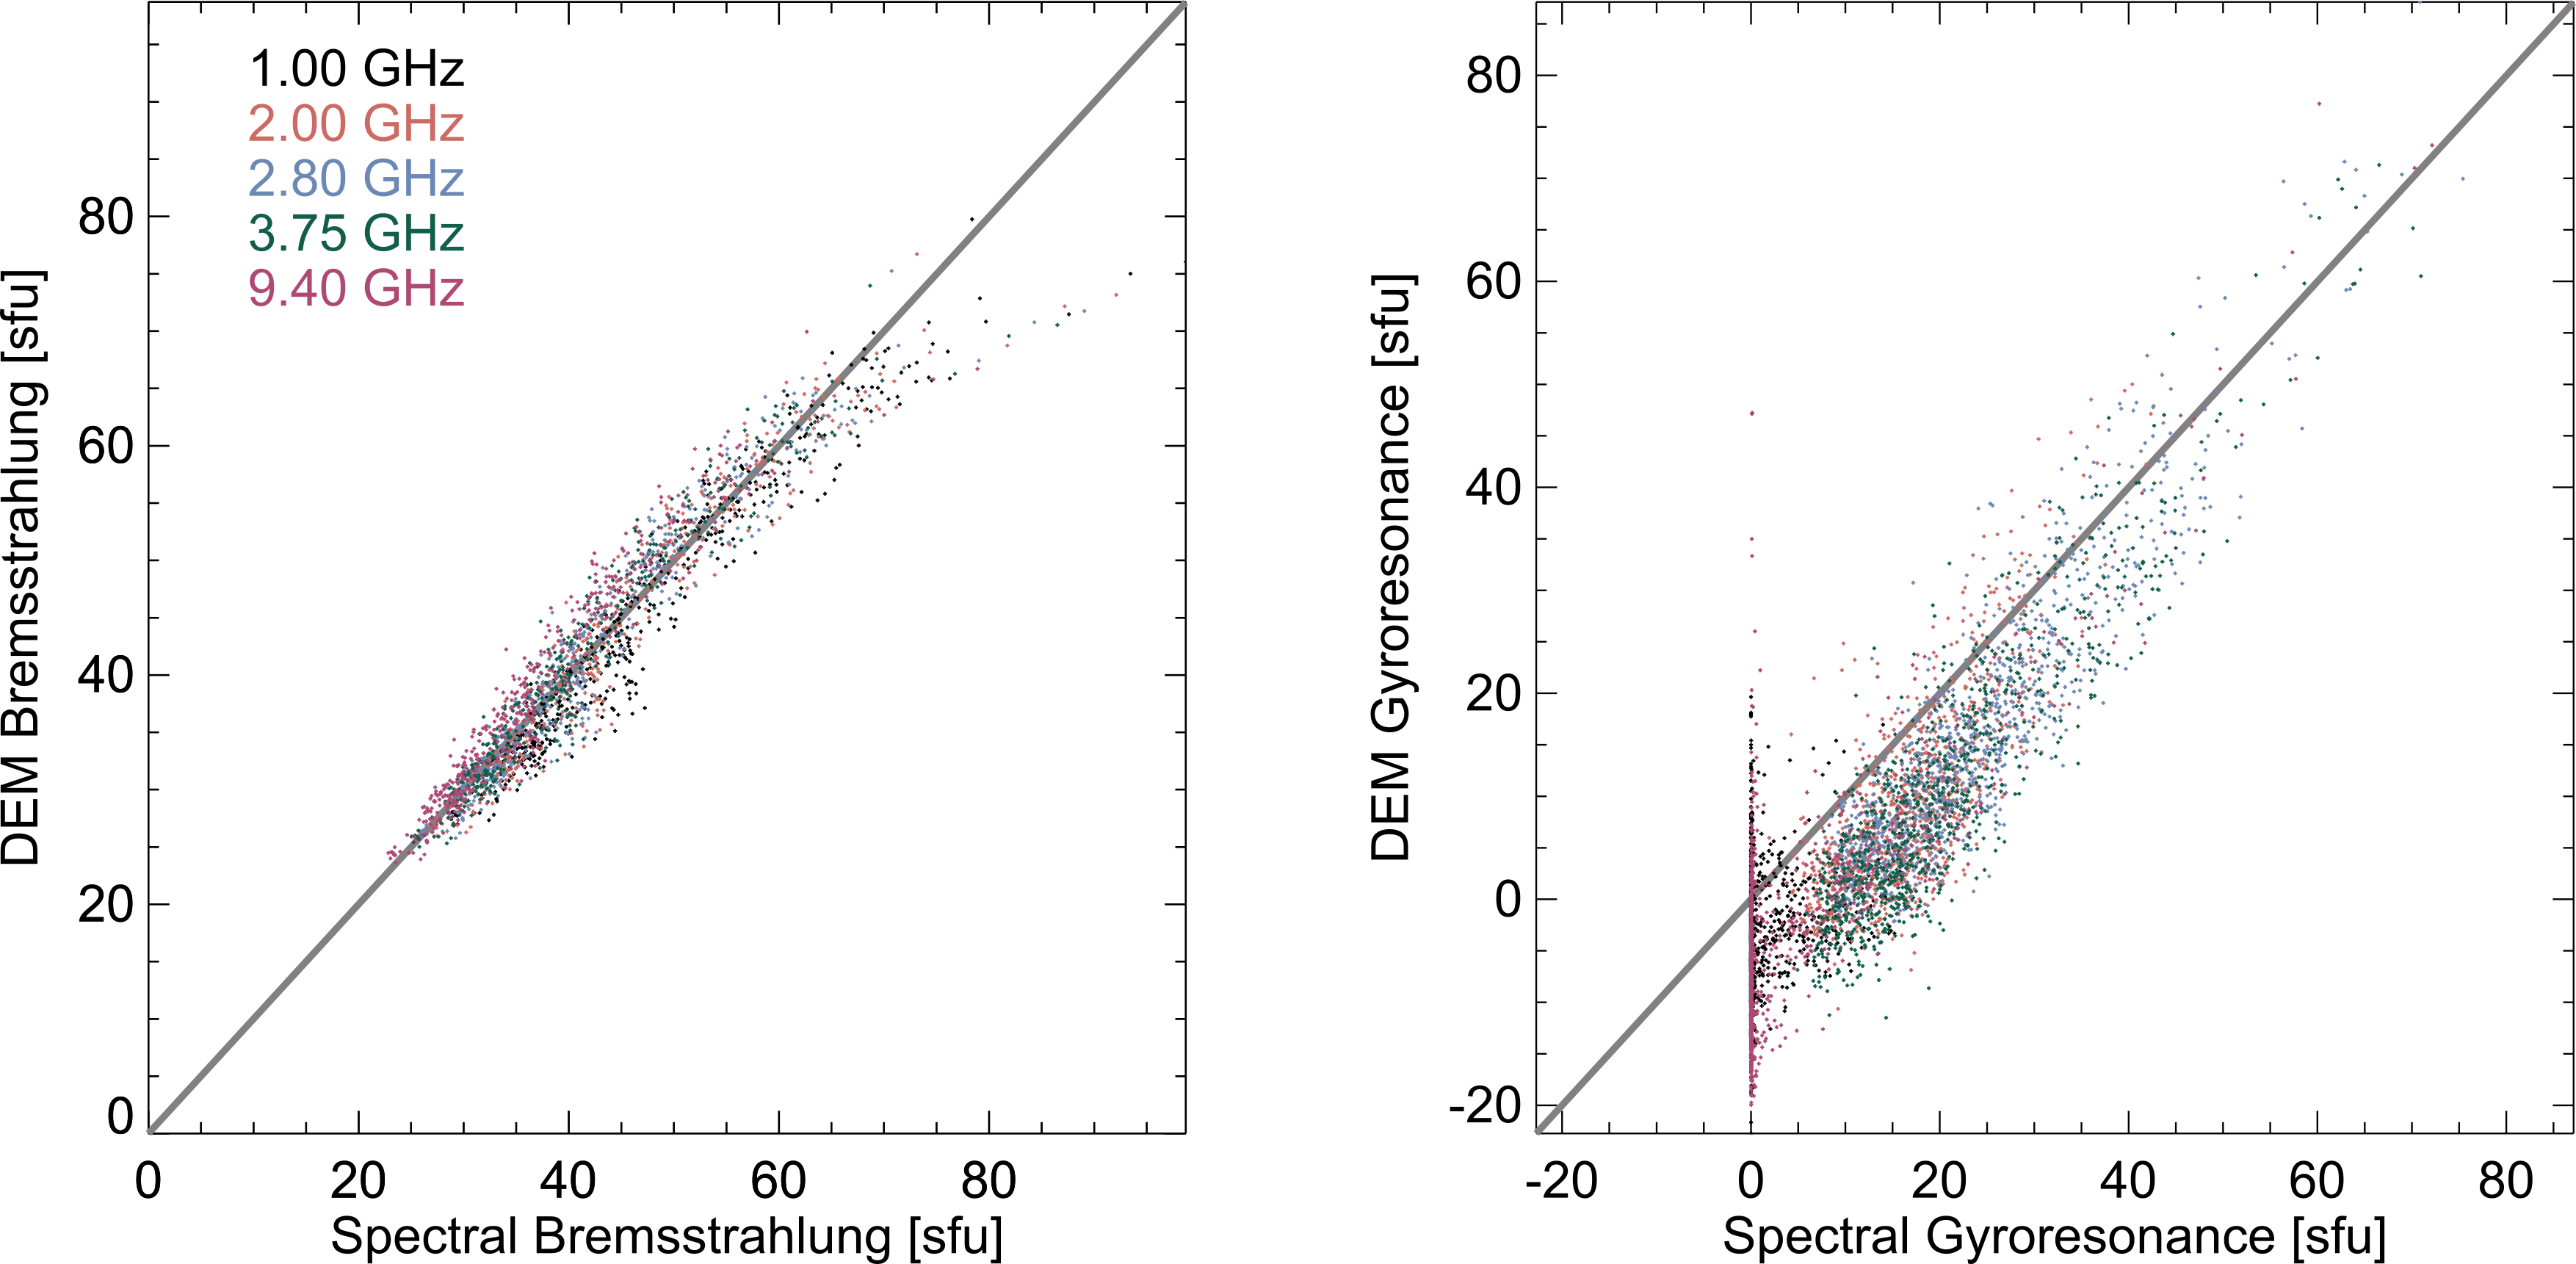 1.00 GHz
2.00 GHz
2.80 GHz
3.75 GHz
9.40 GHz
DEM Bremsstrahlung [sfu]
80
60
40
20
0
0 20 40 60 80
Spectral Bremsstrahlung [sfu]
DEM Gyroresonance [sfu]
80
60
40
20
0
-20
-20 0 20 40 60 80
Spectral Gyroresonance [sfu]